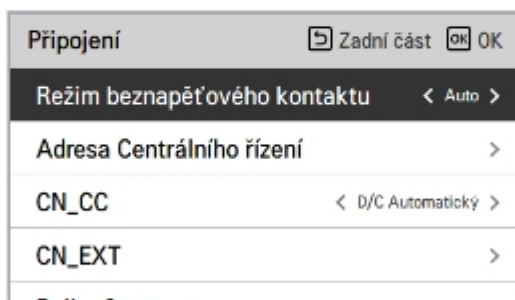 Připojení Zadní část OK OK
Režim beznapěťového kontaktu < Auto >
Adresa Centrálního řízení >
CN_CC < D/C Automatický >
CN_EXT >